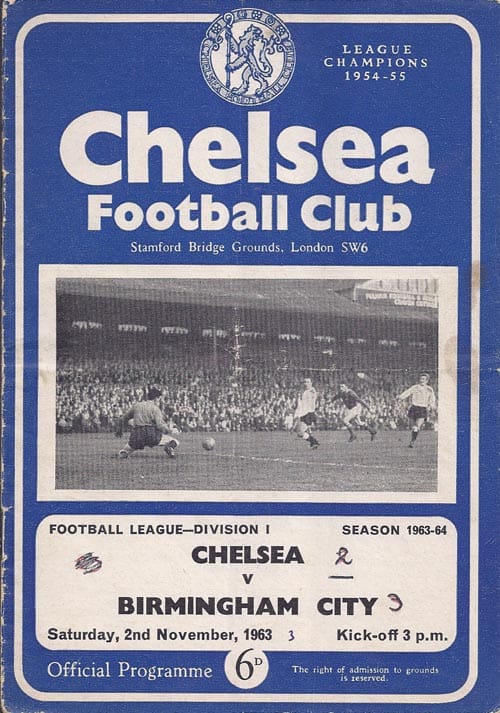 LEAGUE
CHAMPIONS
1954-55
Chelsea
Football Club
Stamford Bridge Grounds, London SW6
FOOTBALL LEAGUE—DIVISION I SEASON 1963-64
CHELSEA 2
v
BIRMINGHAM CITY 3
Saturday, 2nd November, 1963 3 Kick-off 3 p.m.
Official Programme 6D The right of admission to grounds
is reserved.